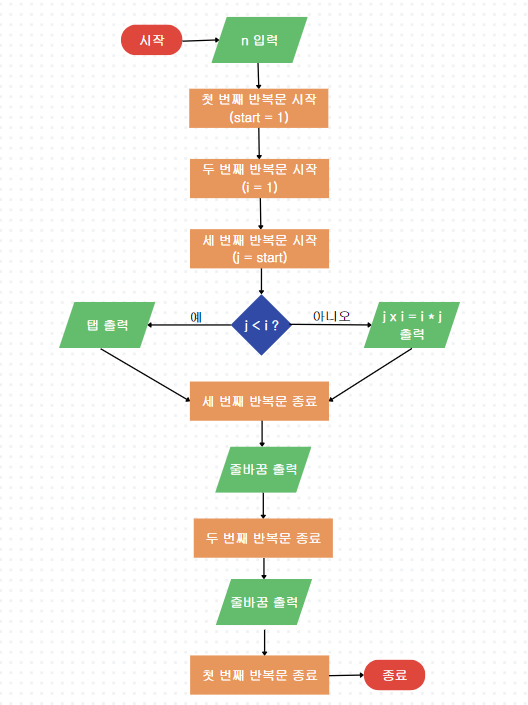 시작
n 입력
첫 번째 반복문 시작
(start = 1)
두 번째 반복문 시작
(i = 1)
세 번째 반복문 시작
(j = start)
j < i ?
예
아니오
탭 출력
j x i = i * j
출력
세 번째 반복문 종료
줄바꿈 출력
두 번째 반복문 종료
줄바꿈 출력
첫 번째 반복문 종료
종료